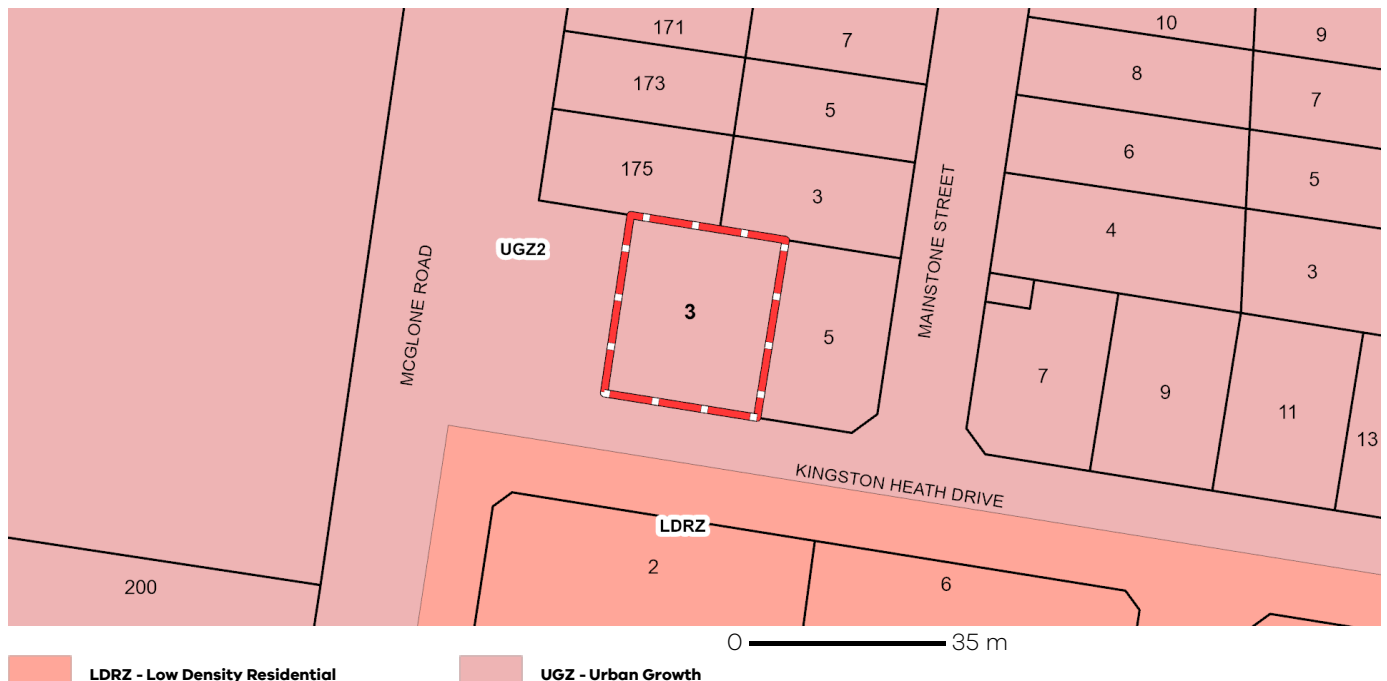 171
7
10
9
173
5
8
7
175
3
6
5
UGZ2
MCGLONE ROAD
3
5
MAINSTONE STREET
4
3
7
9
11
13
KINGSTON HEATH DRIVE
LDRZ
2
6
200
0 35 m
LDRZ - Low Density Residential
UGZ - Urban Growth